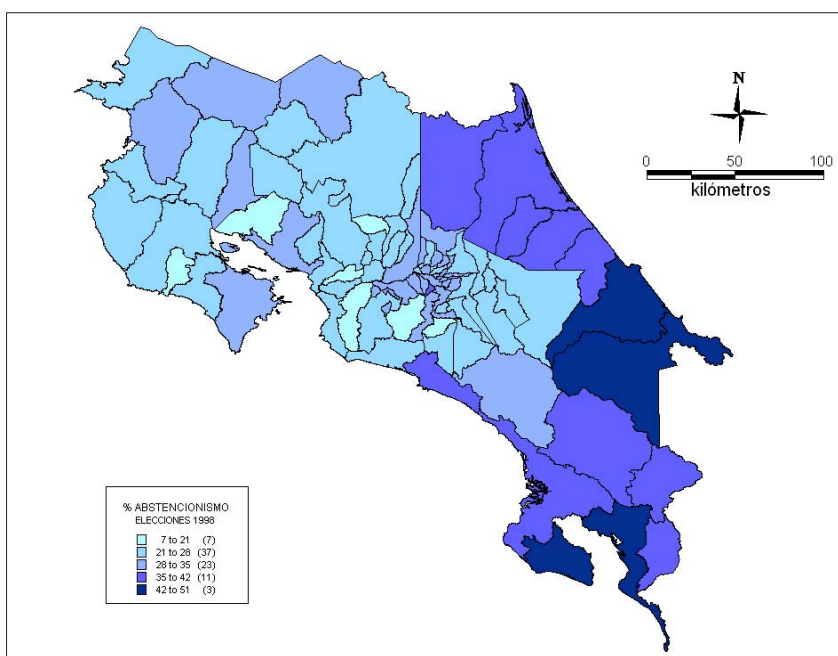 N
0 50 100
kilómetros
% ABSTENCIONISMO
ELECCIONES 1998
7 to 21 (7)
21 to 28 (37)
28 to 35 (23)
35 to 42 (11)
42 to 51 (3)